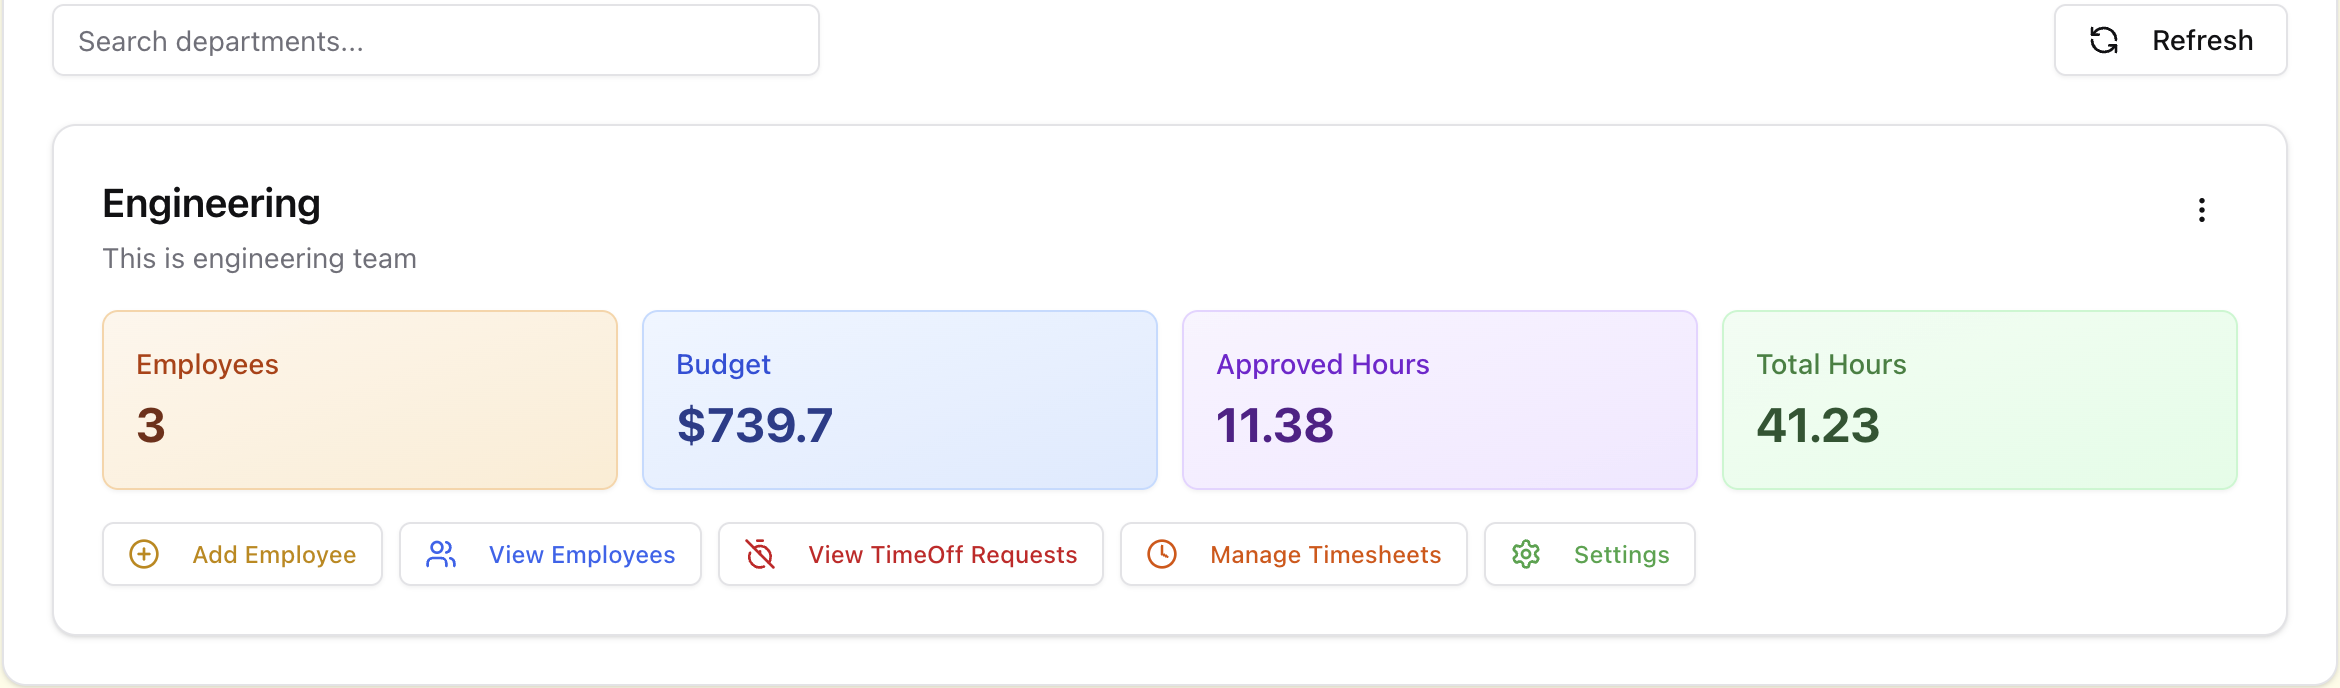 Search departments...
Refresh
Engineering
This is engineering team
Employees
3
Budget
$739.7
Approved Hours
11.38
Total Hours
41.23
Add Employee
View Employees
View TimeOff Requests
Manage Timesheets
Settings